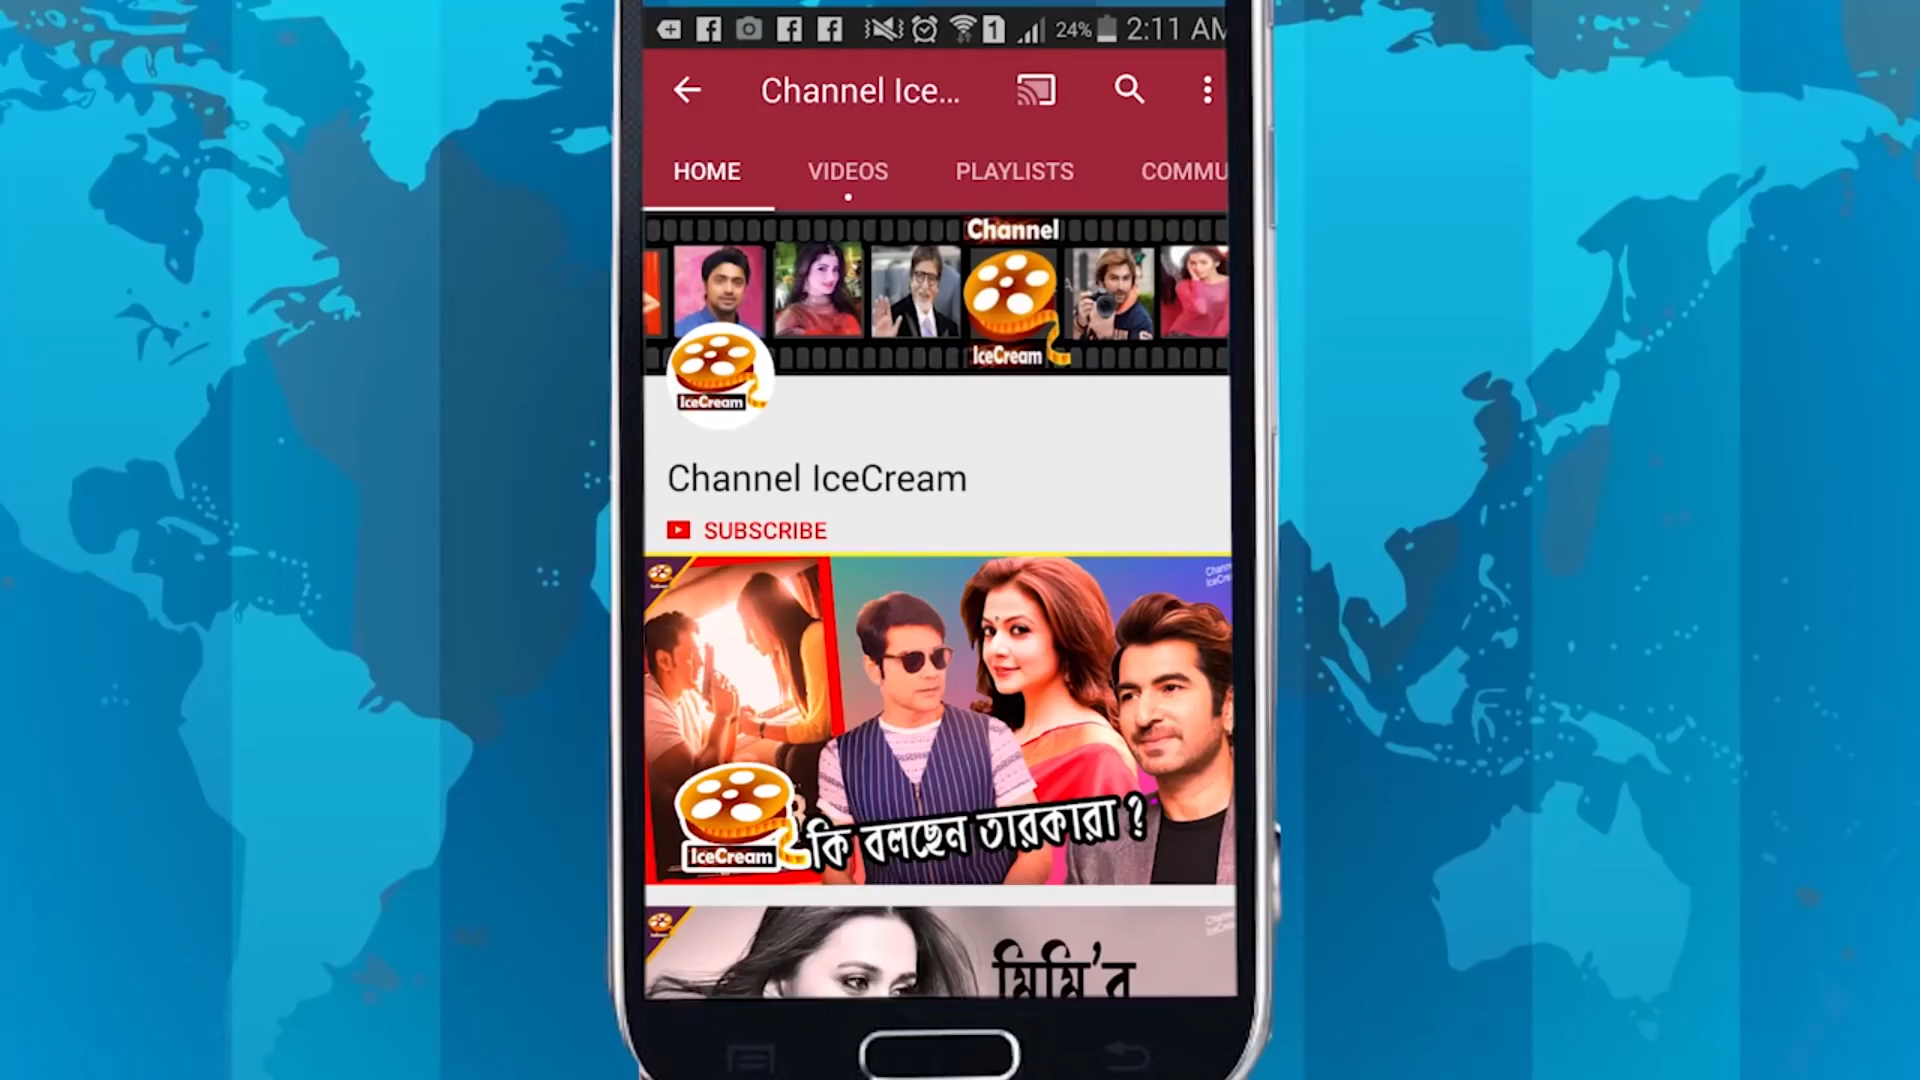 24% 2:11 AM
Channel Ice...
HOME VIDEOS PLAYLISTS COMMU
Channel
IceCream
IceCream
Channel IceCream
SUBSCRIBE
কি বলছেন তারকারা ?
IceCream
মিমি'র